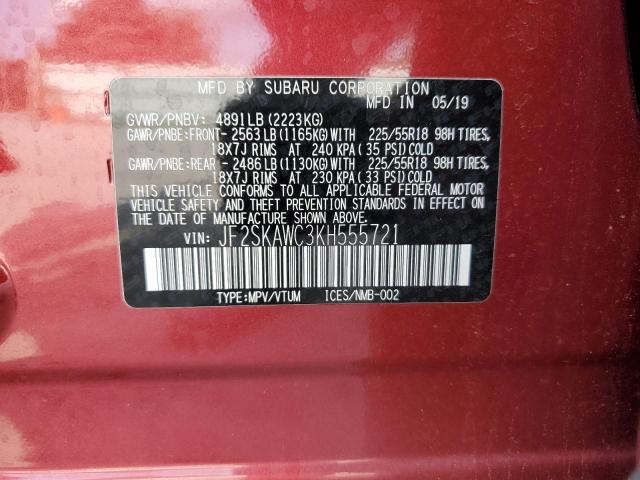 MFD BY SUBARU CORPORATION
MFD IN 05/19
GVWR/PNBV: 4891LB (2223KG)
GAWR/PNBE:FRONT- 2563LB (1165KG)WITH 225/55R18 98H TIRES,
18X7J RIMS AT 240 KPA (35 PSI)COLD
GAWR/PNBE:REAR - 2486LB (1130KG)WITH 225/55R18 98H TIRES,
18X7J RIMS AT 230 KPA (33 PSI)COLD
THIS VEHICLE CONFORMS TO ALL APPLICABLE FEDERAL MOTOR
VEHICLE SAFETY AND THEFT PREVENTION STANDARDS IN EFFECT
ON THE DATE OF MANUFACTURE SHOWN ABOVE.
VIN: JF2SKAWC3KH555721
TYPE:MPV/VTUM ICES/NMB-002